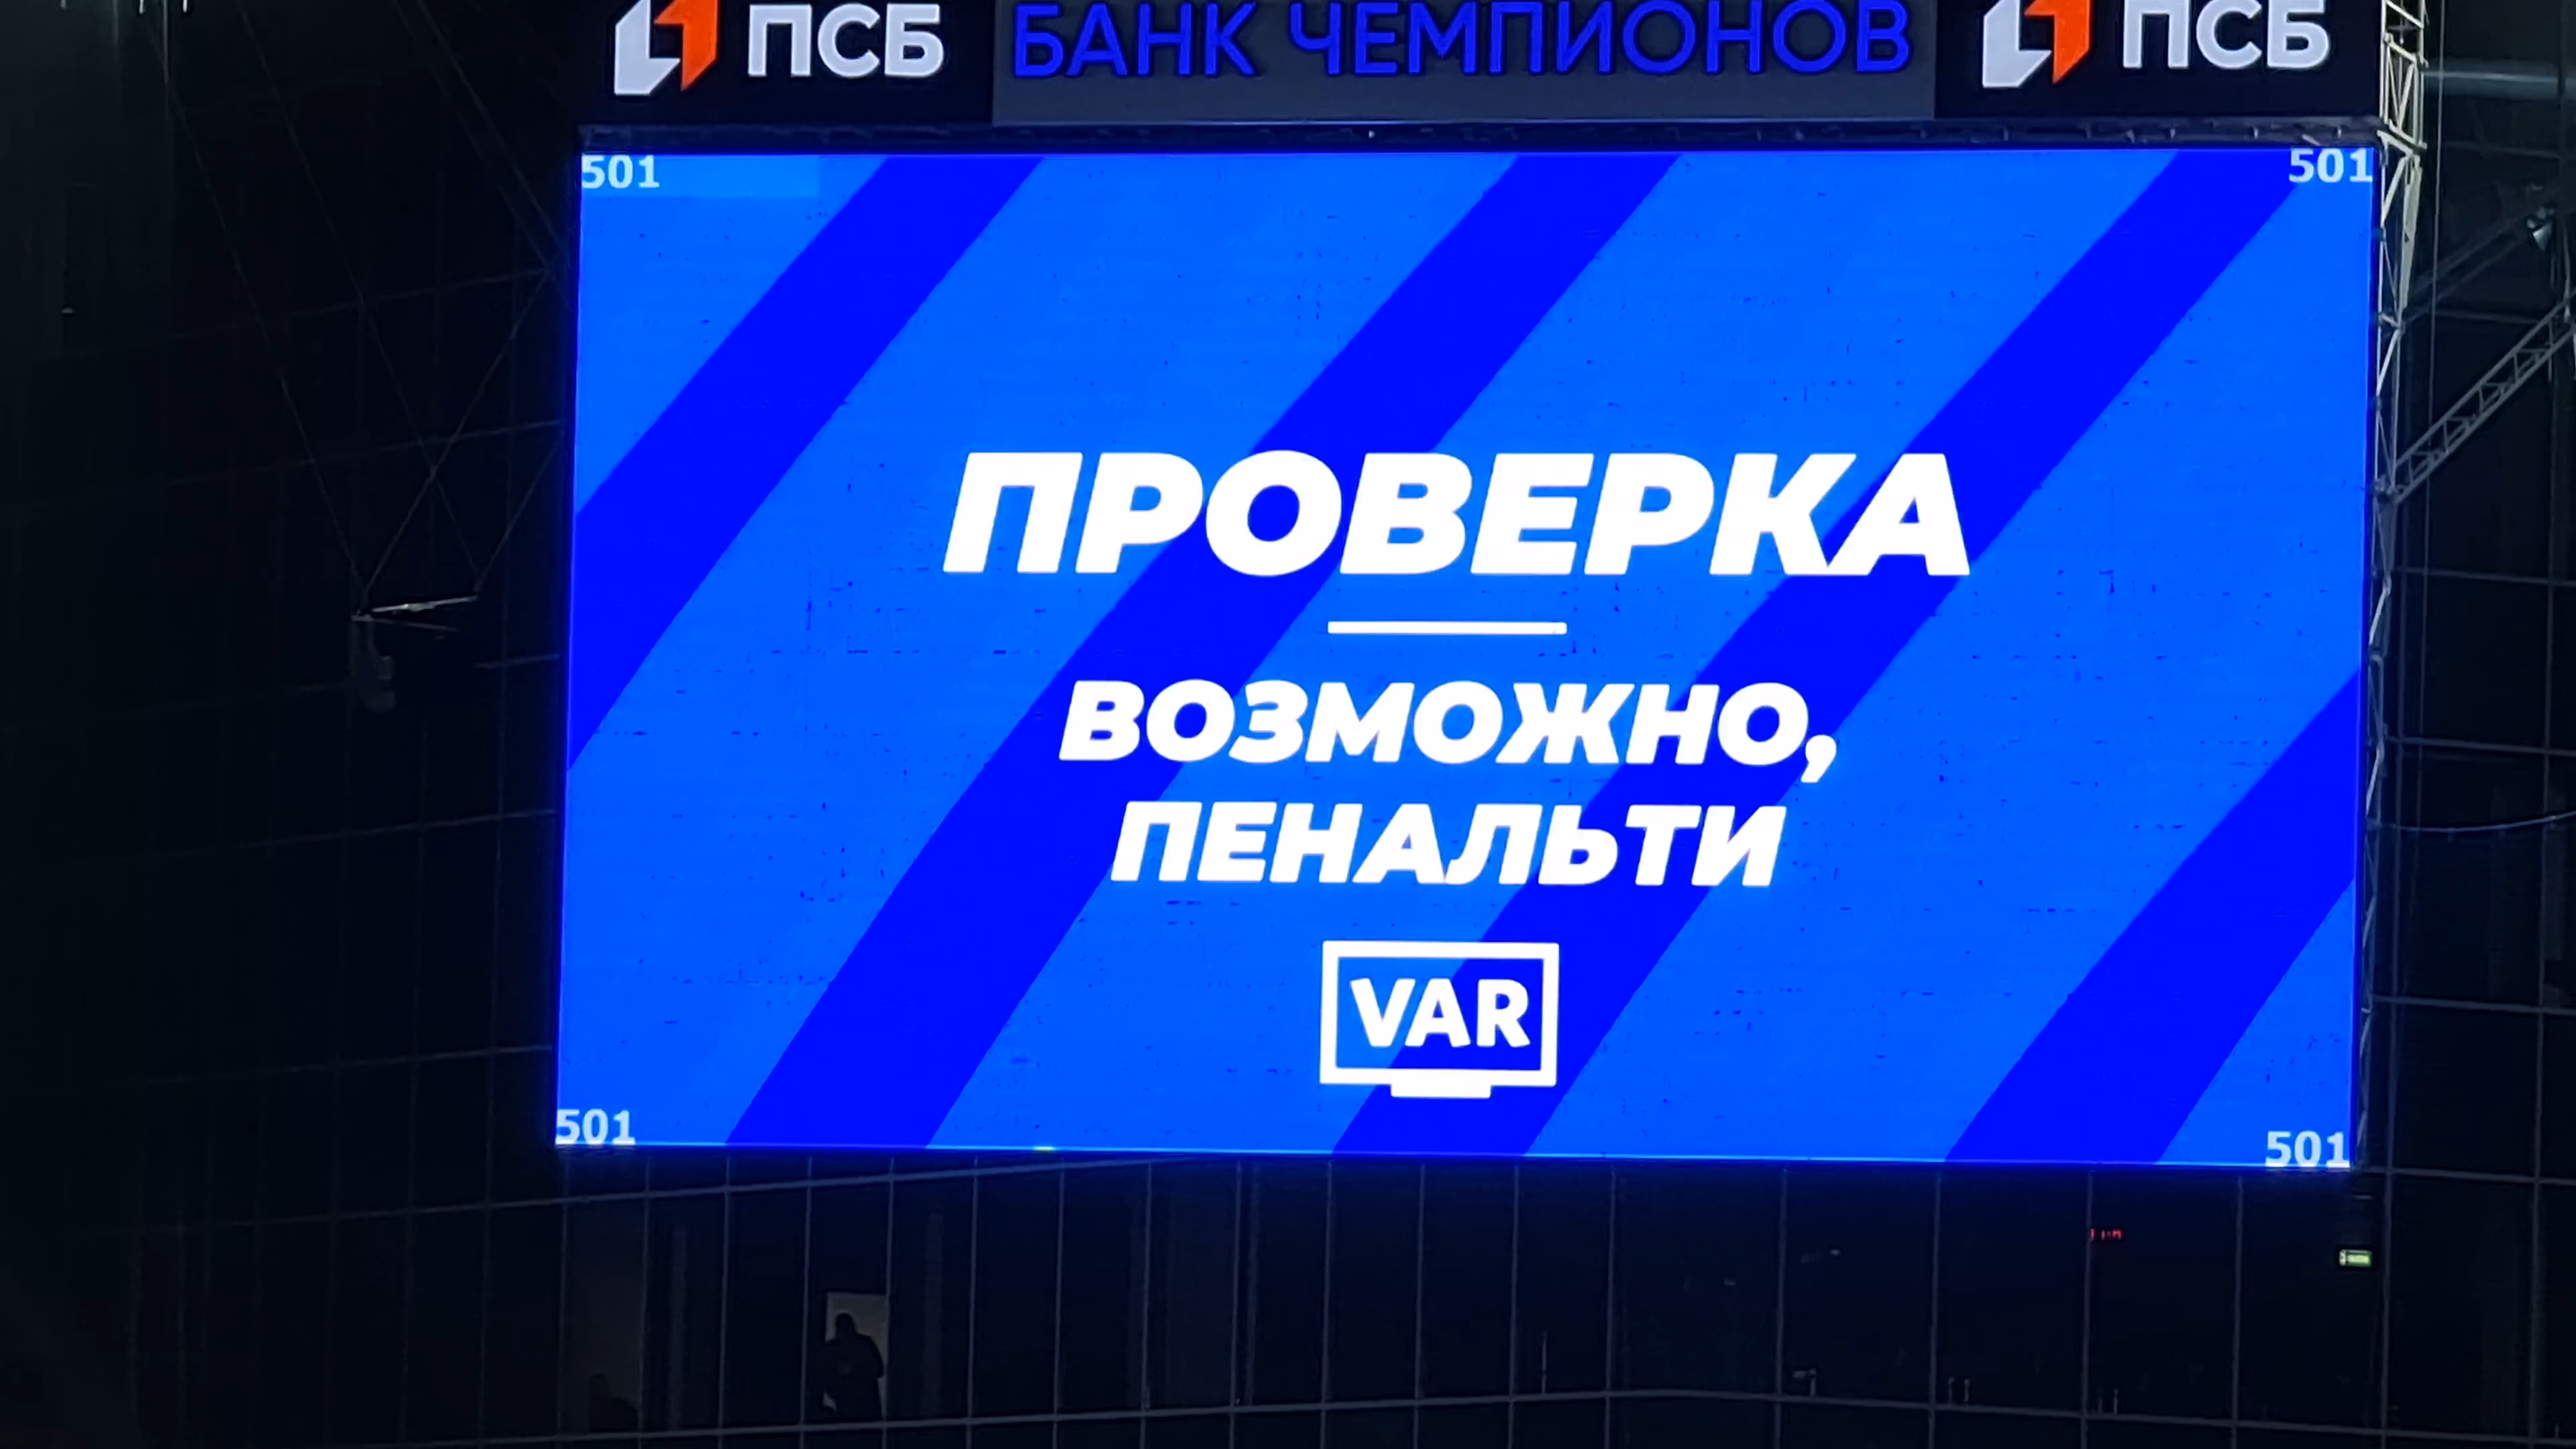 ПСБ БАНК ЧЕМПИОНОВ ПСБ
501 501
ПРОВЕРКА
ВОЗМОЖНО,
ПЕНАЛЬТИ
VAR
501 501